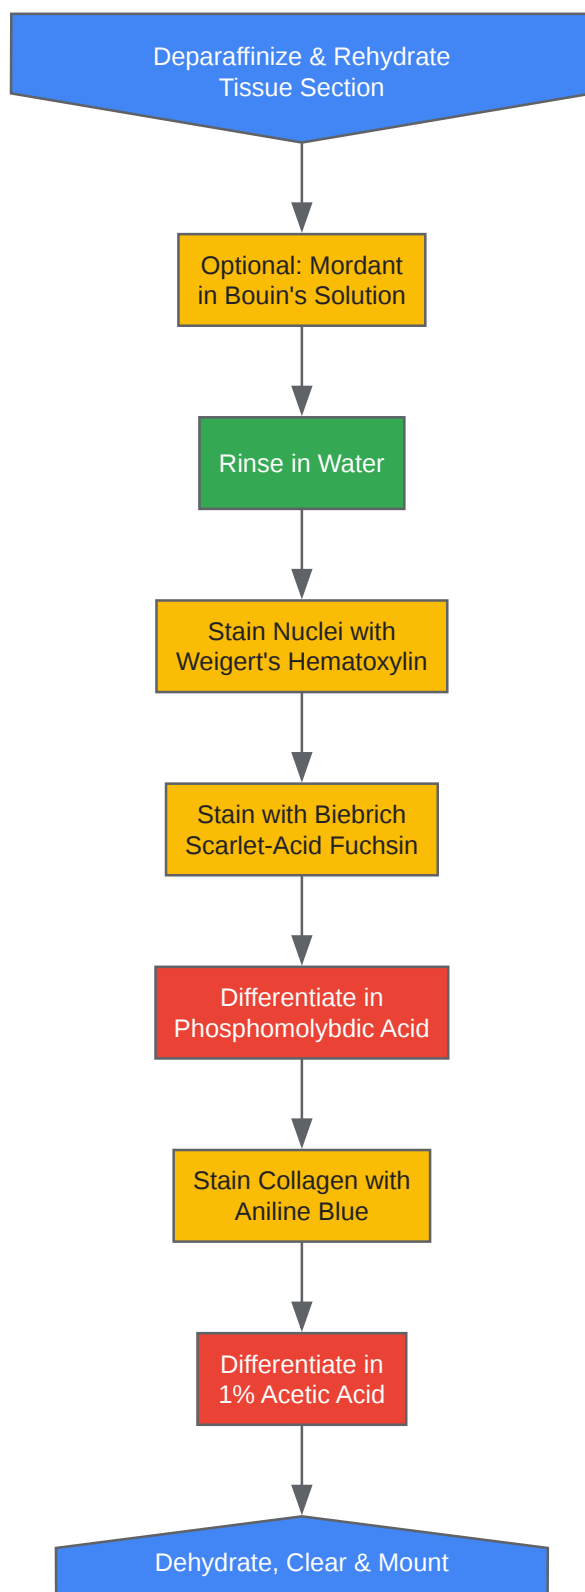 Deparaffinize & Rehydrate
Tissue Section
Optional: Mordant
in Bouin's Solution
Rinse in Water
Stain Nuclei with
Weigert's Hematoxylin
Stain with Biebrich
Scarlet-Acid Fuchsin
Differentiate in
Phosphomolybdic Acid
Stain Collagen with
Aniline Blue
Differentiate in
1% Acetic Acid
Dehydrate, Clear & Mount